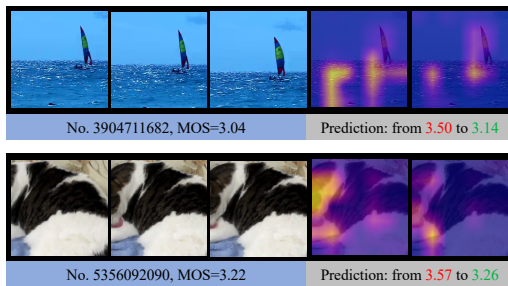 No. 3904711682, MOS=3.04
Prediction: from 3.50 to 3.14
No. 5356092090, MOS=3.22
Prediction: from 3.57 to 3.26